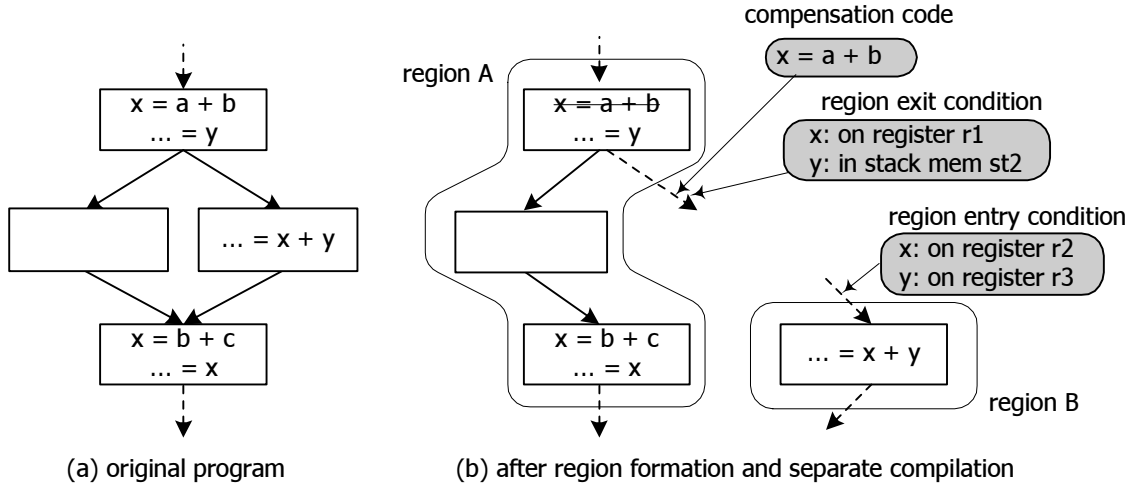 x = a + b
... = y
... = x + y
x = b + c
... = x
(a) original program
compensation code
x = a + b
region A
x = a + b
... = y
region exit condition
x: on register r1
y: in stack mem st2
region entry condition
x: on register r2
y: on register r3
x = b + c
... = x
... = x + y
region B
(b) after region formation and separate compilation